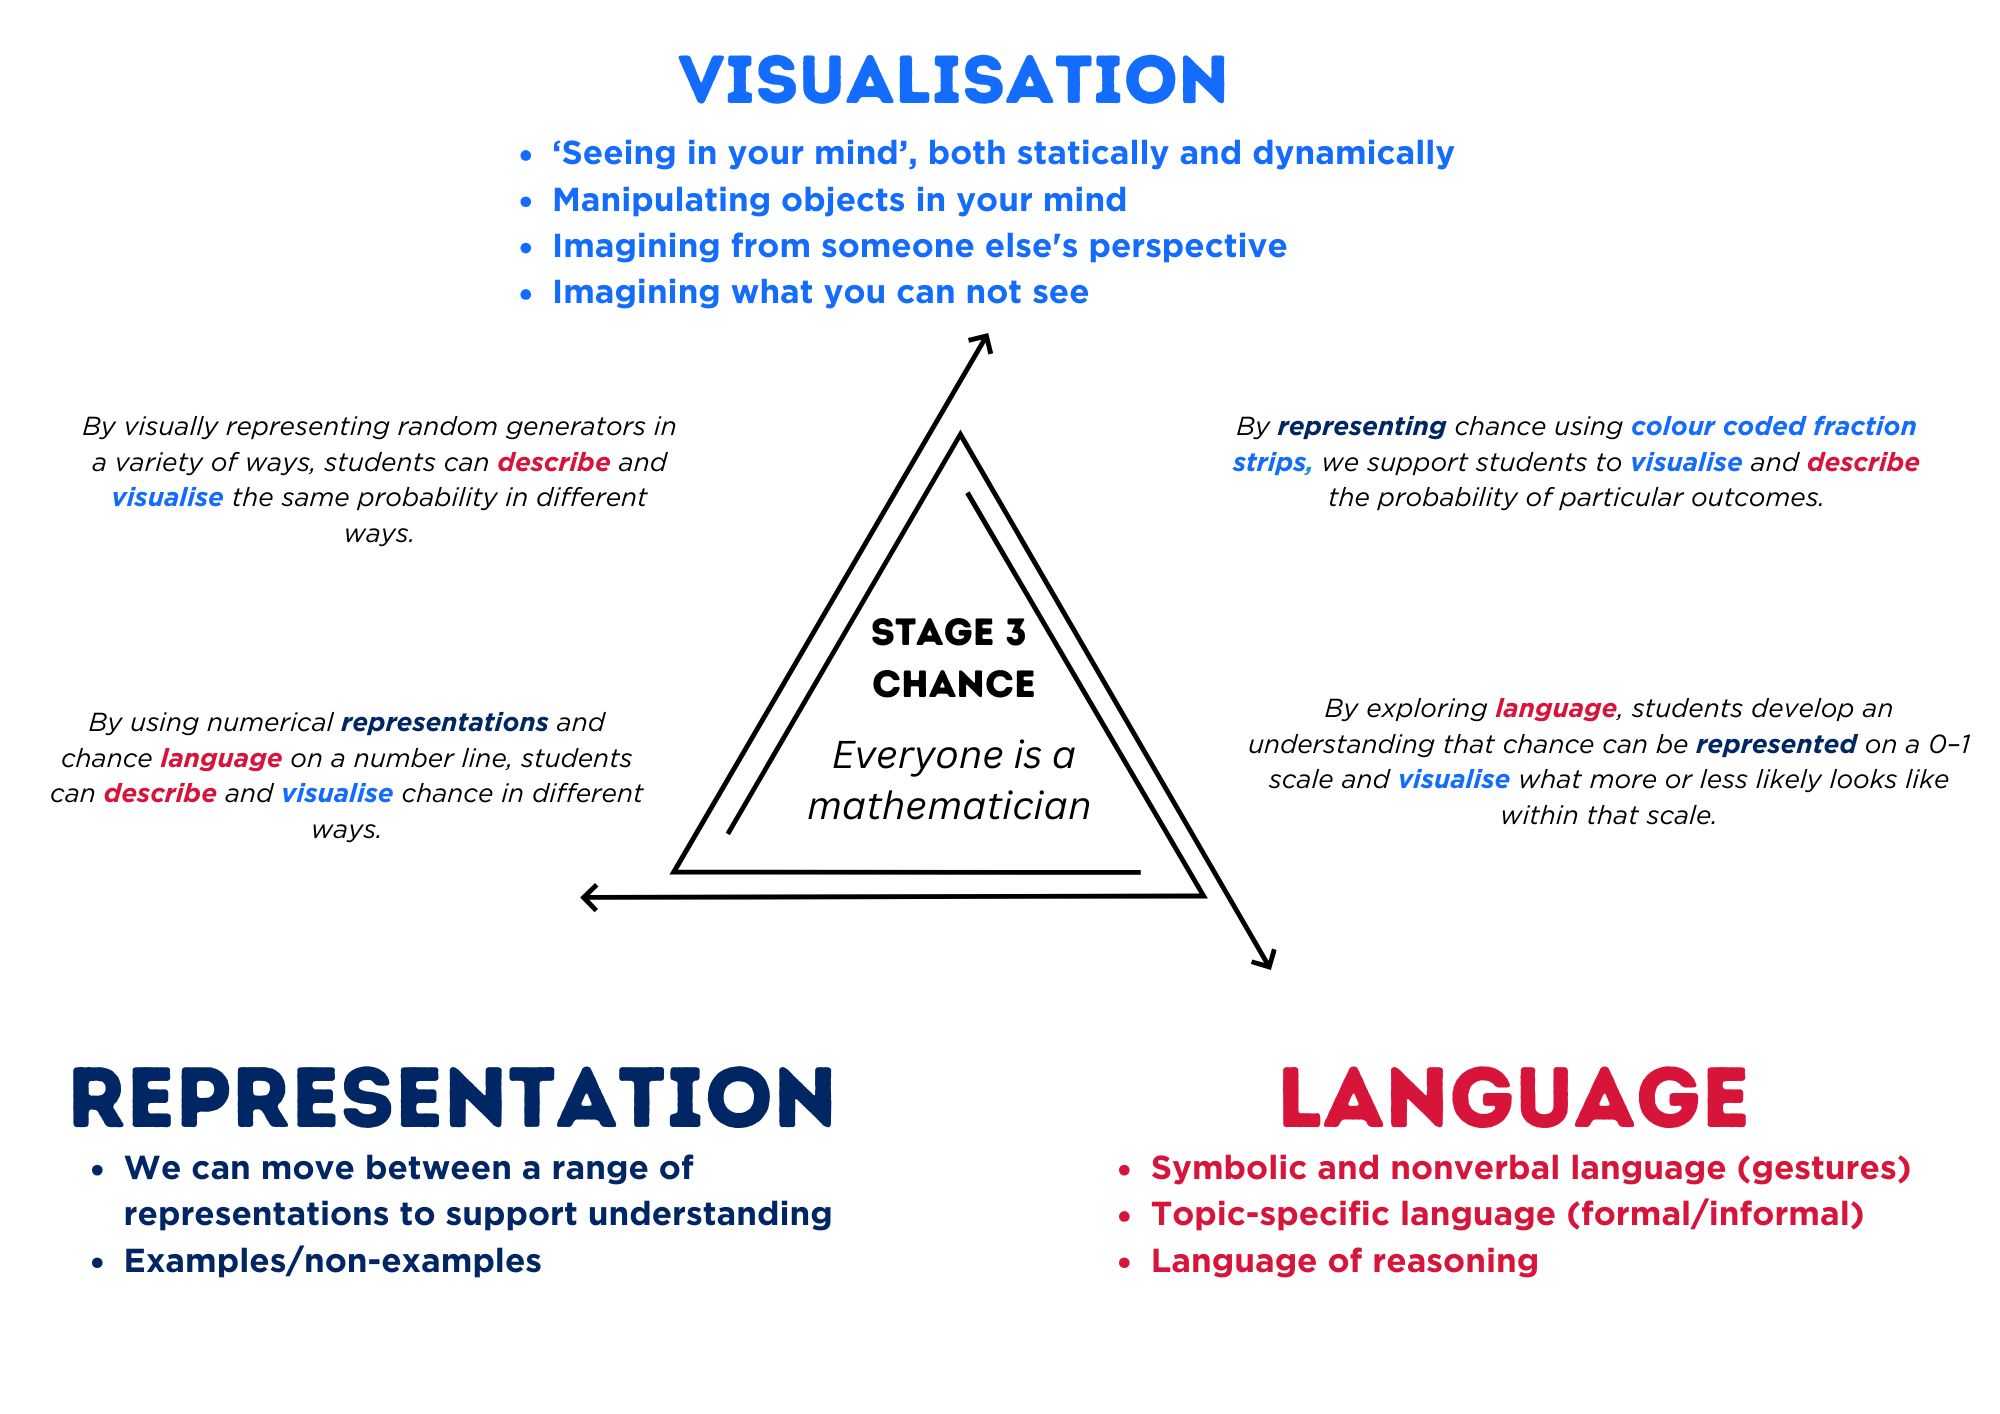 VISUALISATION
• ‘Seeing in your mind’, both statically and dynamically
• Manipulating objects in your mind
• Imagining from someone else's perspective
• Imagining what you can not see
By visually representing random generators in
a variety of ways, students can describe and
visualise the same probability in different
ways.
By representing chance using colour coded fraction
strips, we support students to visualise and describe
the probability of particular outcomes.
STAGE 3
CHANCE
Everyone is a
mathematician
By using numerical representations and
chance language on a number line, students
can describe and visualise chance in different
ways.
By exploring language, students develop an
understanding that chance can be represented on a 0–1
scale and visualise what more or less likely looks like
within that scale.
REPRESENTATION
• We can move between a range of
representations to support understanding
• Examples/non-examples
LANGUAGE
• Symbolic and nonverbal language (gestures)
• Topic-specific language (formal/informal)
• Language of reasoning